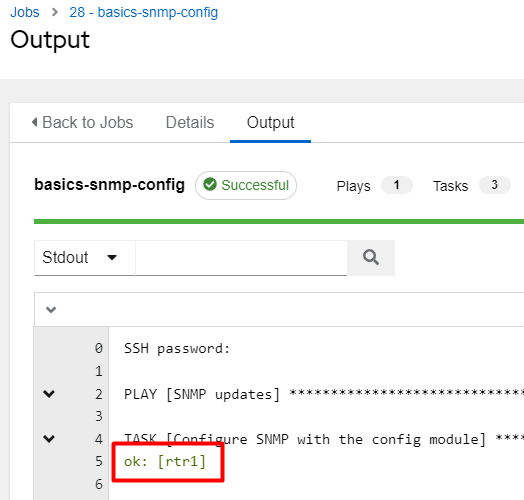 Jobs > 28 - basics-snmp-config
Output
Back to Jobs Details Output
basics-snmp-config Successful Plays 1 Tasks 3
Stdout
0 SSH password:
1
2 PLAY [SNMP updates] *****************************
3
4 TASK [Configure SNMP with the config module] ****
5 ok: [rtr1]
6